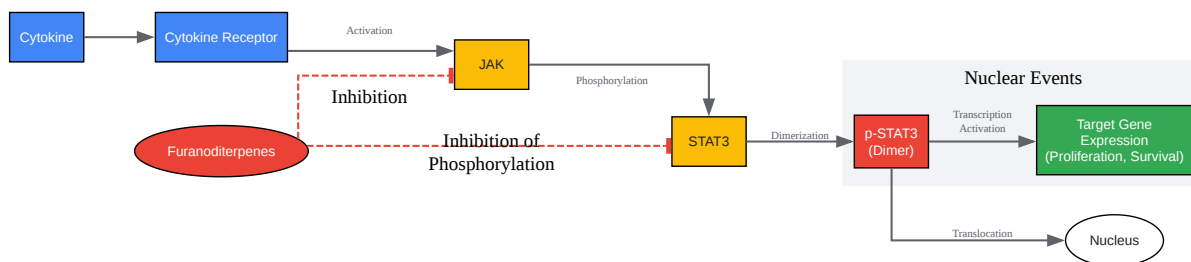 Cytokine
Cytokine Receptor
Activation
JAK
Phosphorylation
Inhibition
Furanoditerpenes
Inhibition of
Phosphorylation
STAT3
Dimerization
Nuclear Events
p-STAT3
(Dimer)
Transcription
Activation
Target Gene
Expression
(Proliferation, Survival)
Translocation
Nucleus